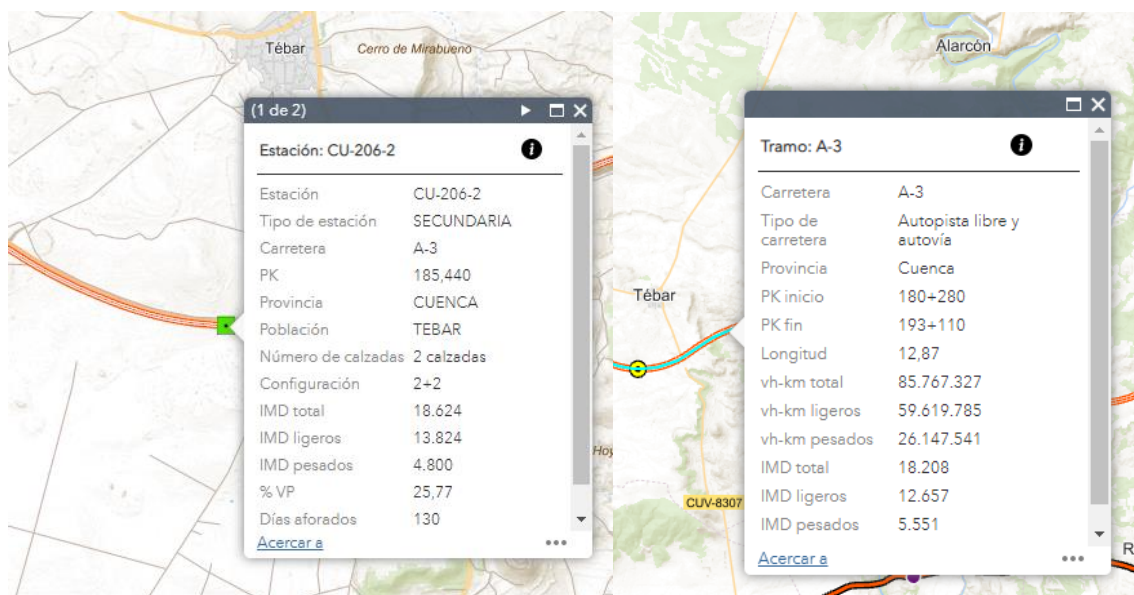 Tébar
Cerro de Mirabueno
(1 de 2)
Estación: CU-206-2
Estación CU-206-2
Tipo de estación SECUNDARIA
Carretera A-3
PK 185,440
Provincia CUENCA
Población TEBAR
Número de calzadas 2 calzadas
Configuración 2+2
IMD total 18.624
IMD ligeros 13.824
IMD pesados 4.800
% VP 25,77
Días aforados 130
Acercar a
Hoy
Alarcón
Tébar
CUV-8307
Tramo: A-3
Carretera A-3
Tipo de carretera Autopista libre y autovía
Provincia Cuenca
PK inicio 180+280
PK fin 193+110
Longitud 12,87
vh-km total 85.767.327
vh-km ligeros 59.619.785
vh-km pesados 26.147.541
IMD total 18.208
IMD ligeros 12.657
IMD pesados 5.551
Acercar a
R